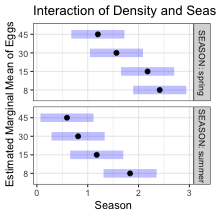 Interaction of Density and Seas
Estimated Marginal Mean of Eggs
45
30
15
8
SEASON: spring
45
30
15
8
SEASON: summer
0
1
2
3
Season